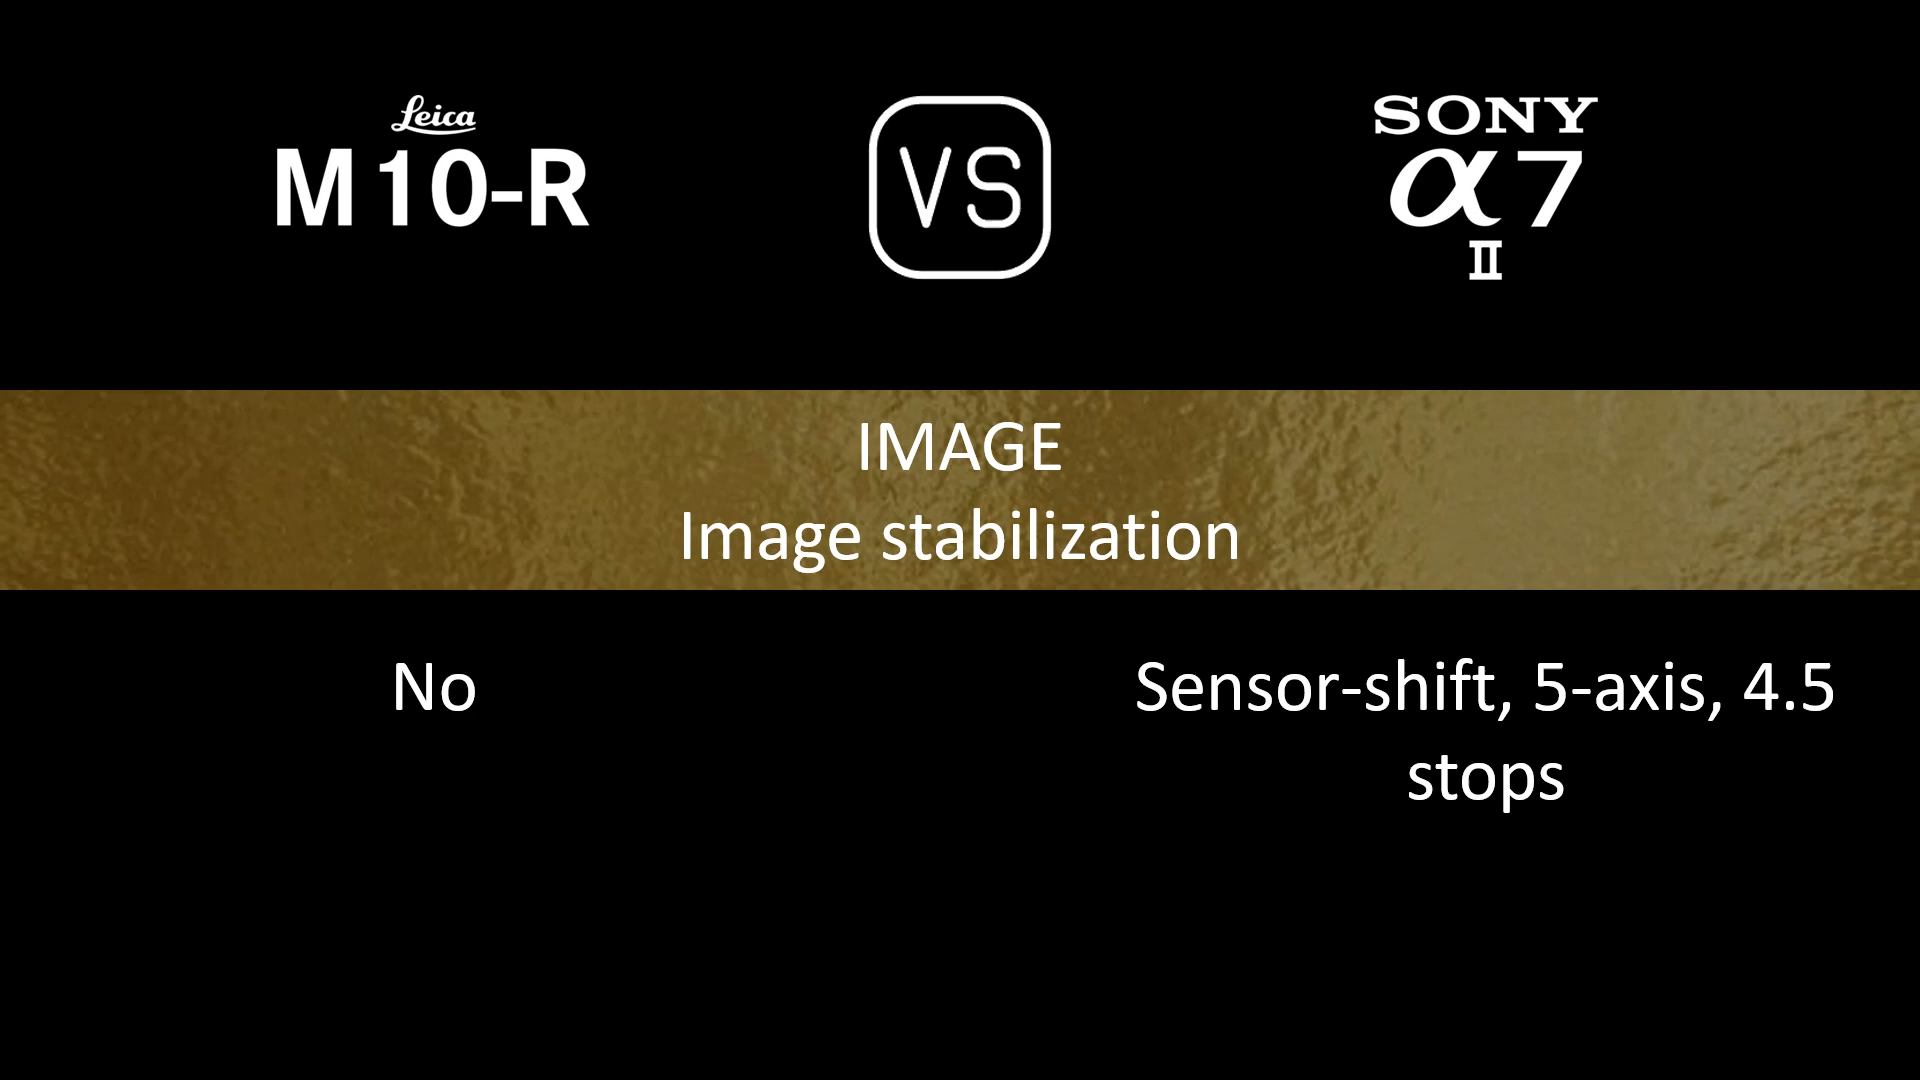 Leica
M10-R
VS
SONY
α7
II
IMAGE
Image stabilization
No
Sensor-shift, 5-axis, 4.5
stops